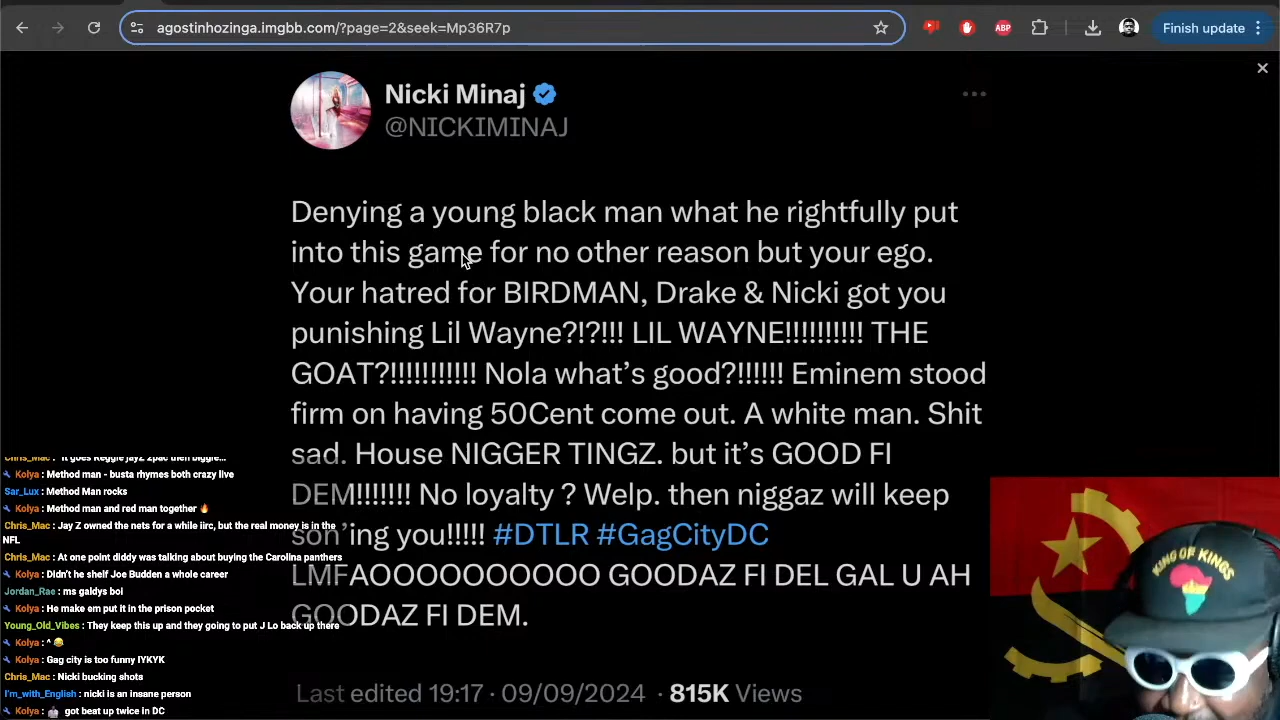 agostinhozinga.imgbb.com/?page=2&seek=Mp36R7p
ABP
Finish update
Nicki Minaj
@NICKIMINAJ
Denying a young black man what he rightfully put
into this game for no other reason but your ego.
Your hatred for BIRDMAN, Drake & Nicki got you
punishing Lil Wayne?!?!!! LIL WAYNE!!!!!!!!!! THE
GOAT?!!!!!!!!!!! Nola what's good?!!!!!! Eminem stood
firm on having 50Cent come out. A white man. Shit
sad. House NIGGER TINGZ. but it's GOOD FI
DEM!!!!!!! No loyalty ? Welp. then niggaz will keep
son'ing you!!!!! #DTLR #GagCityDC
LMFAOOOOOOOOOO GOODAZ FI DEL GAL U AH
GOODAZ FI DEM.
Last edited 19:17 · 09/09/2024 · 815K Views
Chris_Mac : It goes Reggie jayZ 2pac then biggie...
Kolya : Method man - busta rhymes both crazy live
Sar_Lux : Method Man rocks
Kolya : Method man and red man together 🔥
Chris_Mac : Jay Z owned the nets for a while iirc, but the real money is in the
NFL
Chris_Mac : At one point diddy was talking about buying the Carolina panthers
Kolya : Didn't he shelf Joe Budden a whole career
Jordan_Rae : ms galdys boi
Kolya : He make em put it in the prison pocket
Young_Old_Vibes : They keep this up and they going to put J Lo back up there
Kolya : ^ 😂
Kolya : Gag city is too funny IYKYK
Chris_Mac : Nicki bucking shots
I'm_with_English : nicki is an insane person
Kolya : got beat up twice in DC
KING OF KINGS